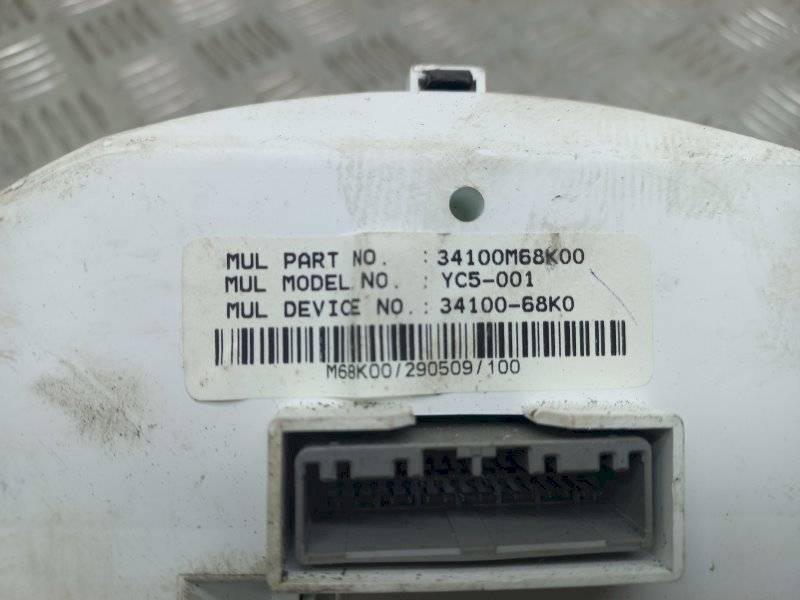 MUL PART NO. : 34100M68K00
MUL MODEL NO. : YC5-001
MUL DEVICE NO. : 34100-68K0
M68K00/290509/100